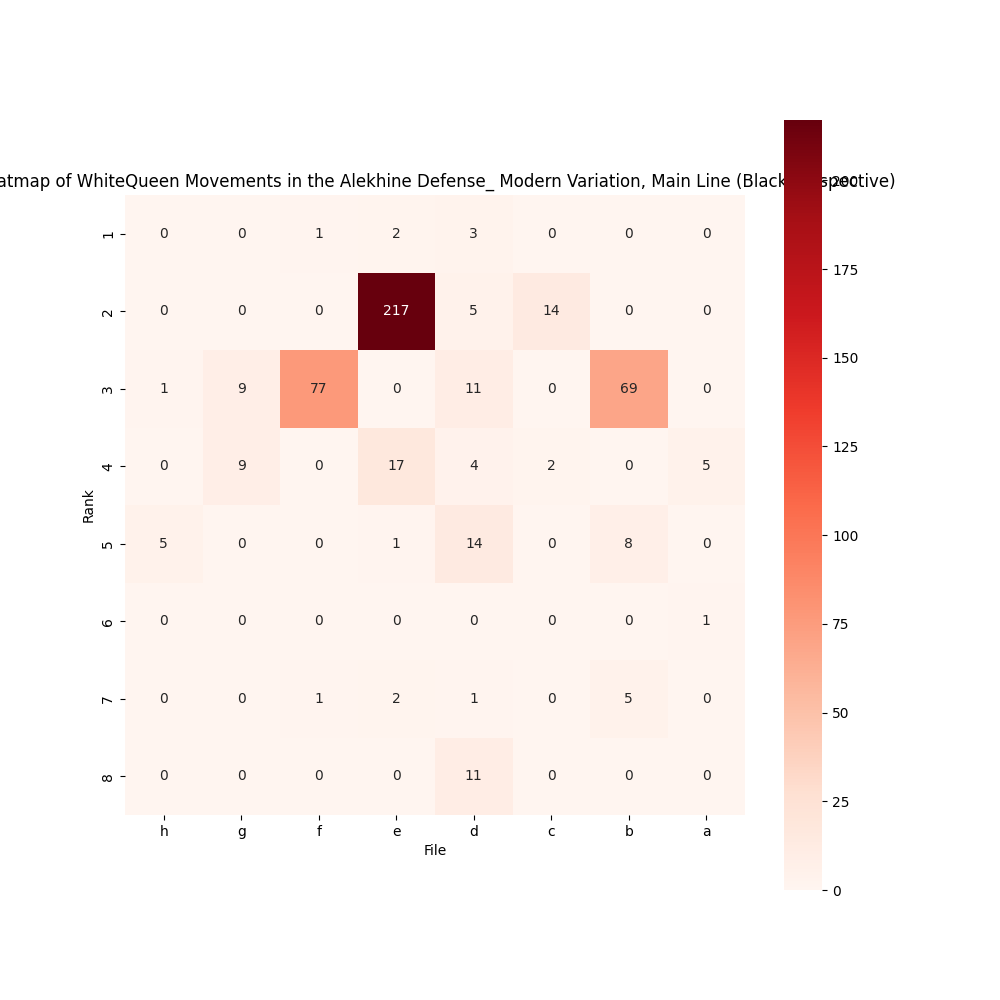 atmap of WhiteQueen Movements in the Alekhine Defense_ Modern Variation, Main Line (Black Perspective)
1 0 0 1 2 3 0 0 0
2 0 0 0 217 5 14 0 0
3 1 9 77 0 11 0 69 0
4 0 9 0 17 4 2 0 5
5 5 0 0 1 14 0 8 0
6 0 0 0 0 0 0 0 1
7 0 0 1 2 1 0 5 0
8 0 0 0 0 11 0 0 0
h g f e d c b a
File
Rank
200
175
150
125
100
75
50
25
0